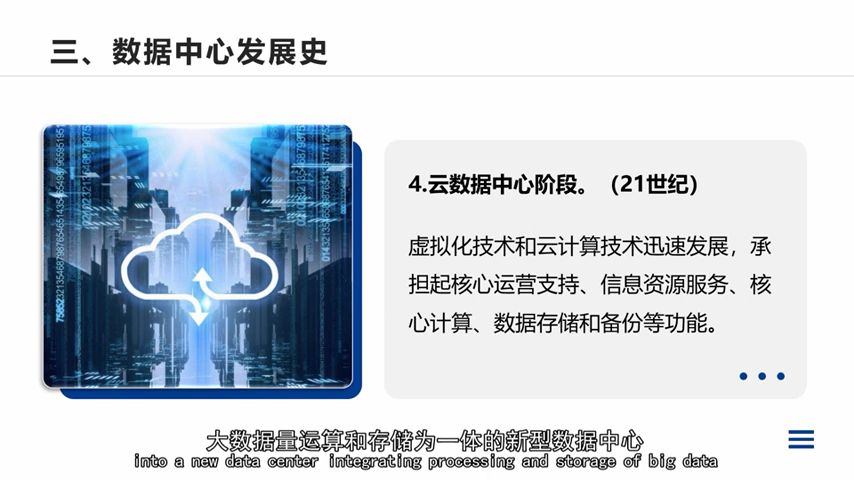 三、数据中心发展史
4.云数据中心阶段。（21世纪）
虚拟化技术和云计算技术迅速发展，承
担起核心运营支持、信息资源服务、核
心计算、数据存储和备份等功能。
大数据量运算和存储为一体的新型数据中心
into a new data center integrating processing and storage of big data